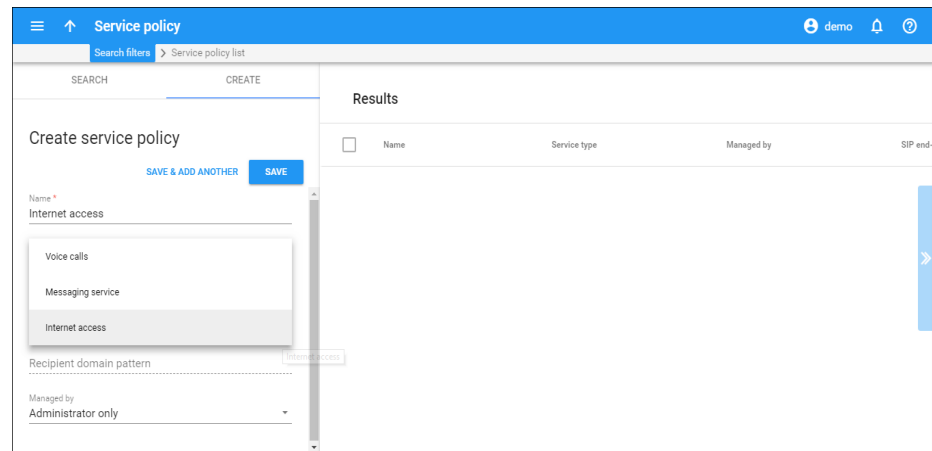 Service policy
demo
Search filters
Service policy list
SEARCH
CREATE
Create service policy
SAVE & ADD ANOTHER
SAVE
Name *
Internet access
Voice calls
Messaging service
Internet access
Internet access
Recipient domain pattern
Managed by
Administrator only
Results
Name
Service type
Managed by
SIP end-